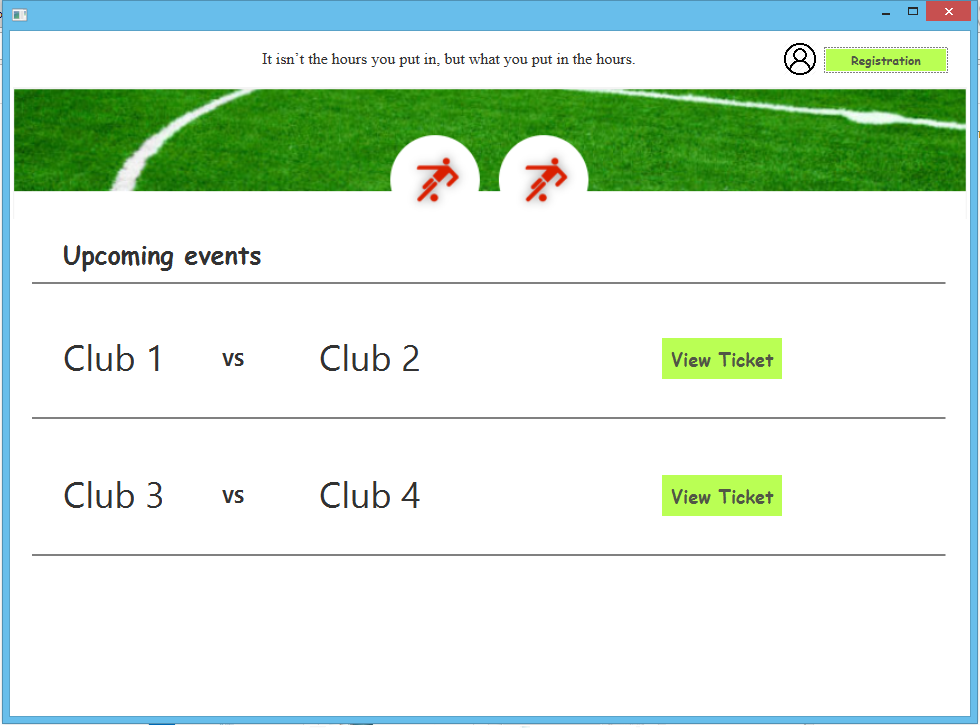 It isn’t the hours you put in, but what you put in the hours.
Registration
Upcoming events
Club 1 vs Club 2 View Ticket
Club 3 vs Club 4 View Ticket